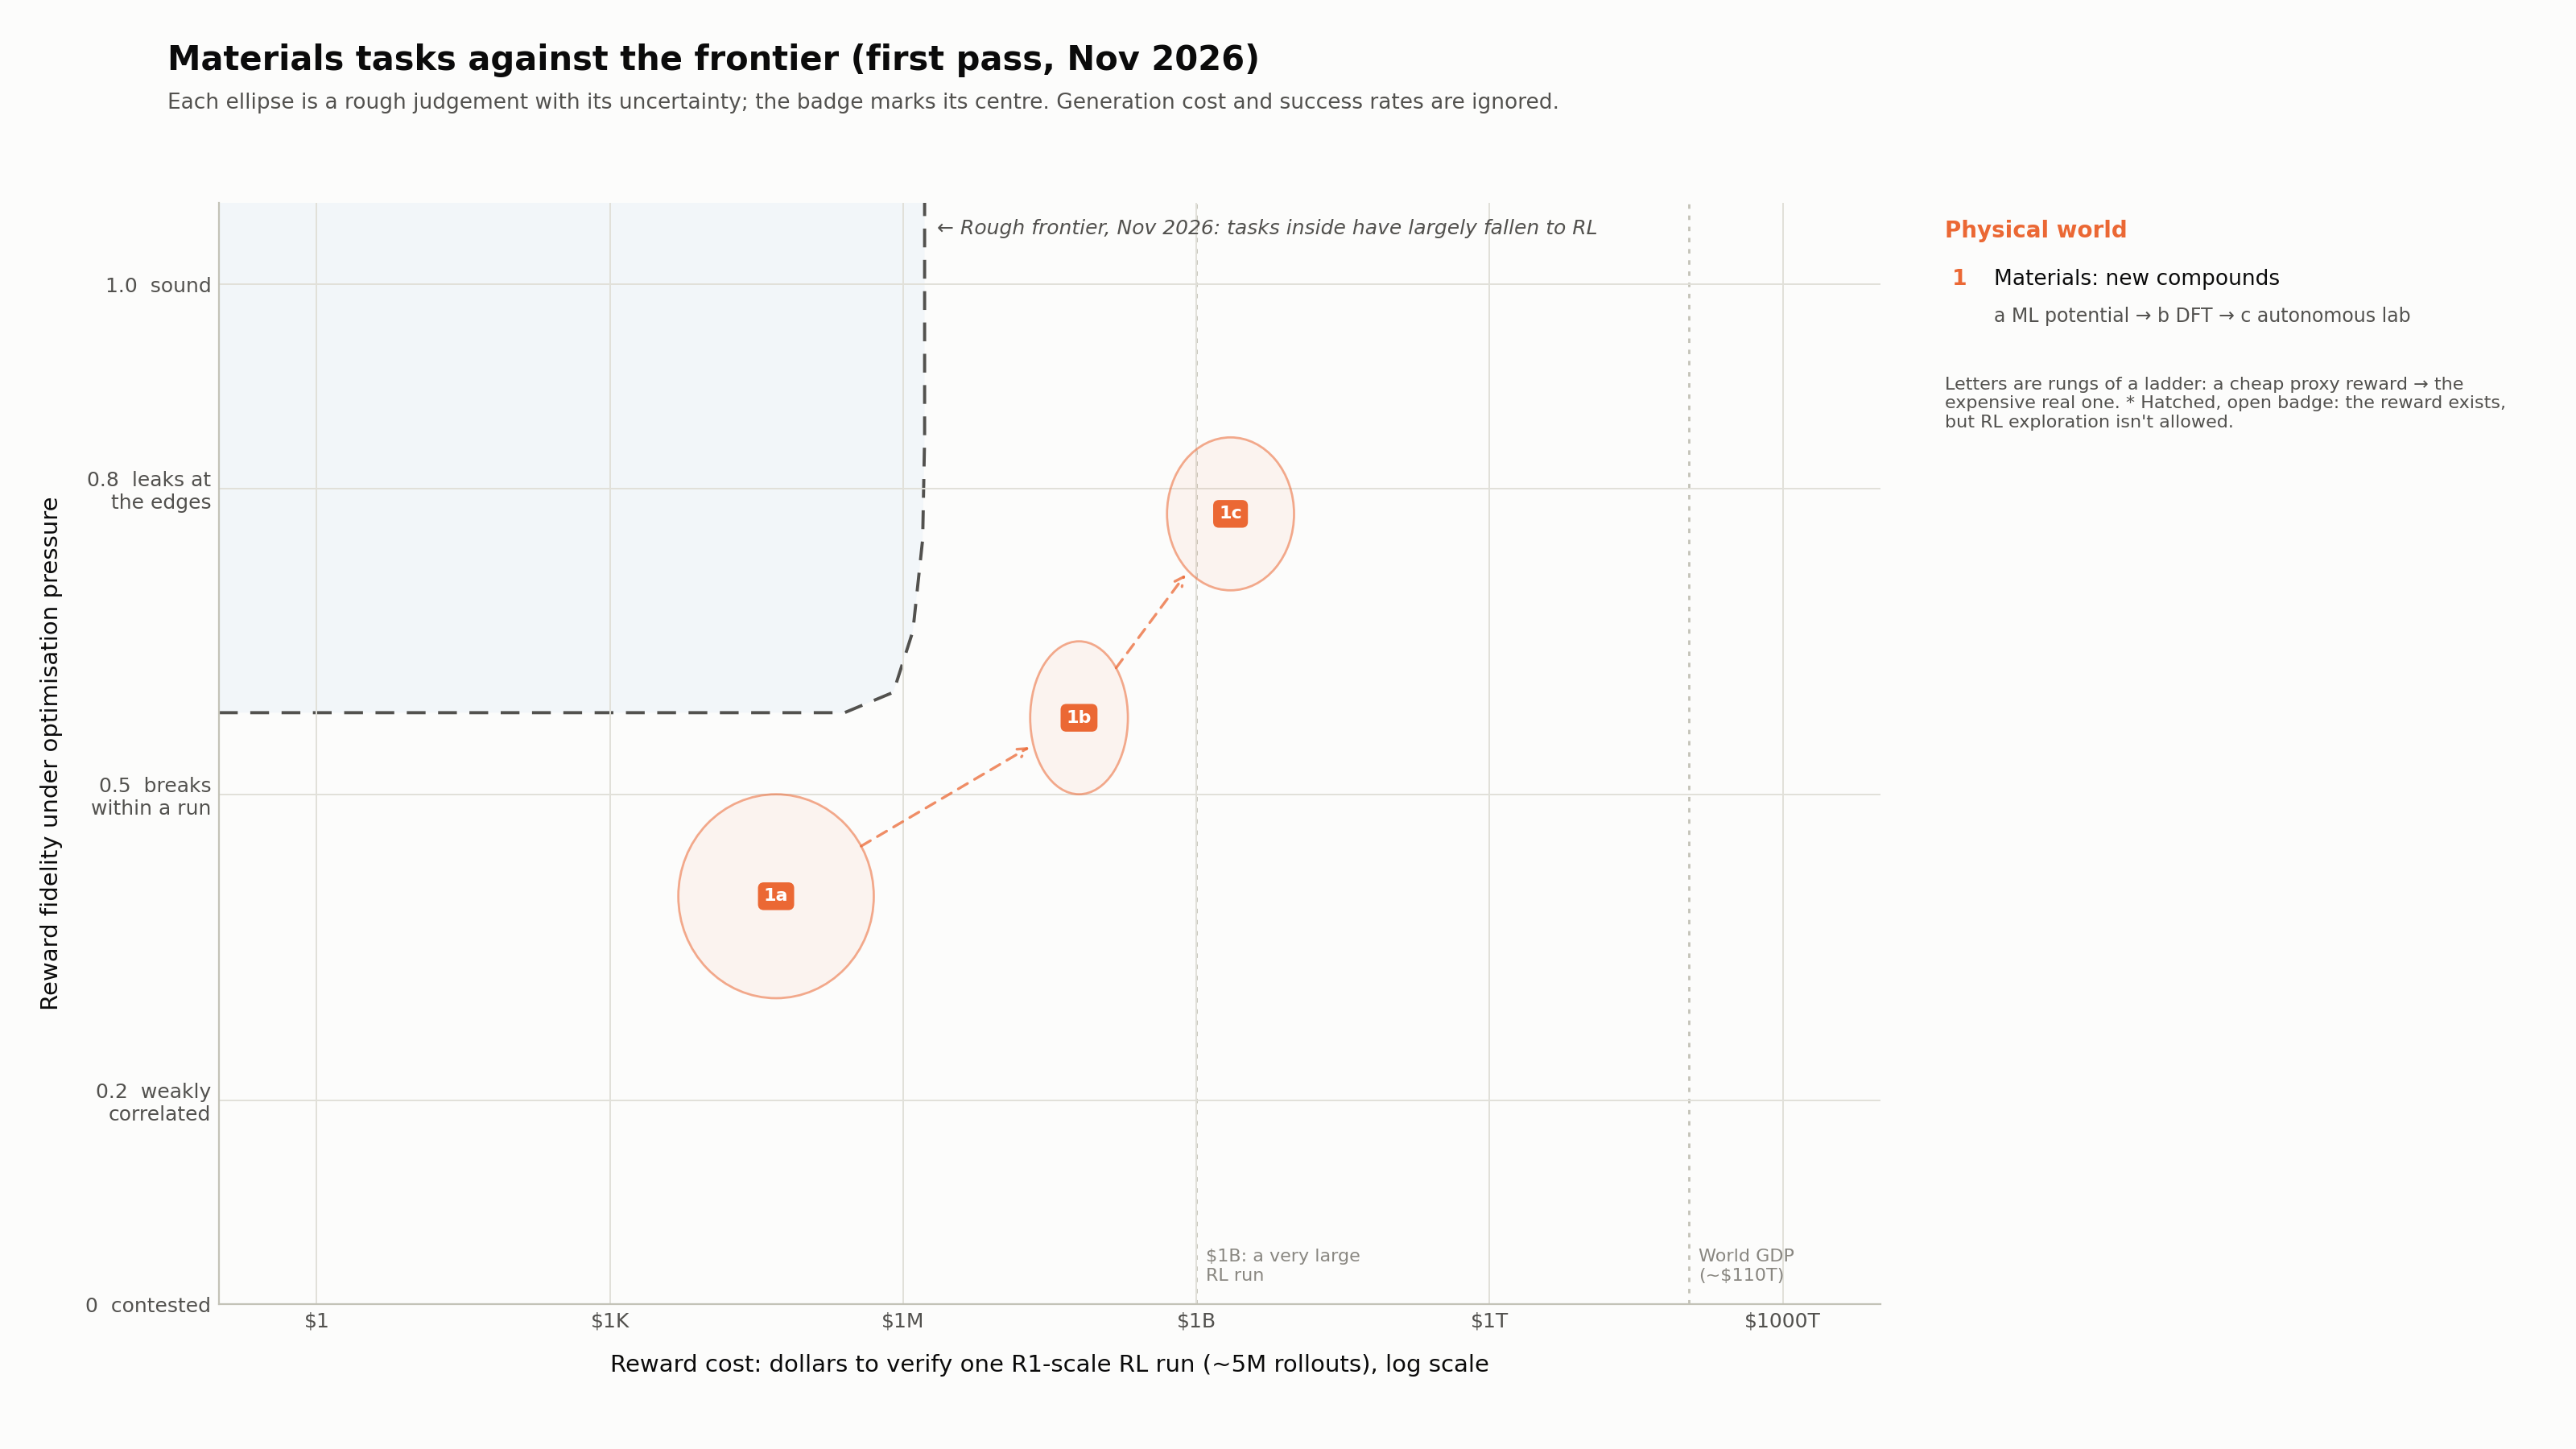 Materials tasks against the frontier (first pass, Nov 2026)
Each ellipse is a rough judgement with its uncertainty; the badge marks its centre. Generation cost and success rates are ignored.
← Rough frontier, Nov 2026: tasks inside have largely fallen to RL
Reward fidelity under optimisation pressure
1.0 sound
0.8 leaks at
the edges
0.5 breaks
within a run
0.2 weakly
correlated
0 contested
1c
1b
1a
$1B: a very large
RL run
World GDP
(~$110T)
$1
$1K
$1M
$1B
$1T
$1000T
Reward cost: dollars to verify one R1-scale RL run (~5M rollouts), log scale
Physical world
1 Materials: new compounds
a ML potential → b DFT → c autonomous lab
Letters are rungs of a ladder: a cheap proxy reward → the
expensive real one. * Hatched, open badge: the reward exists,
but RL exploration isn't allowed.